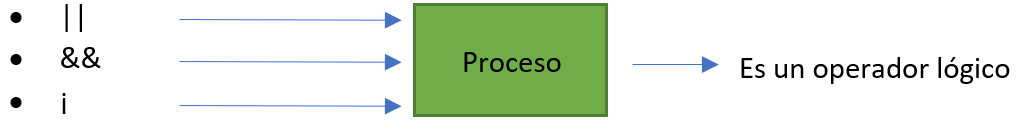 • ||
• &&
• i
Proceso
Es un operador lógico